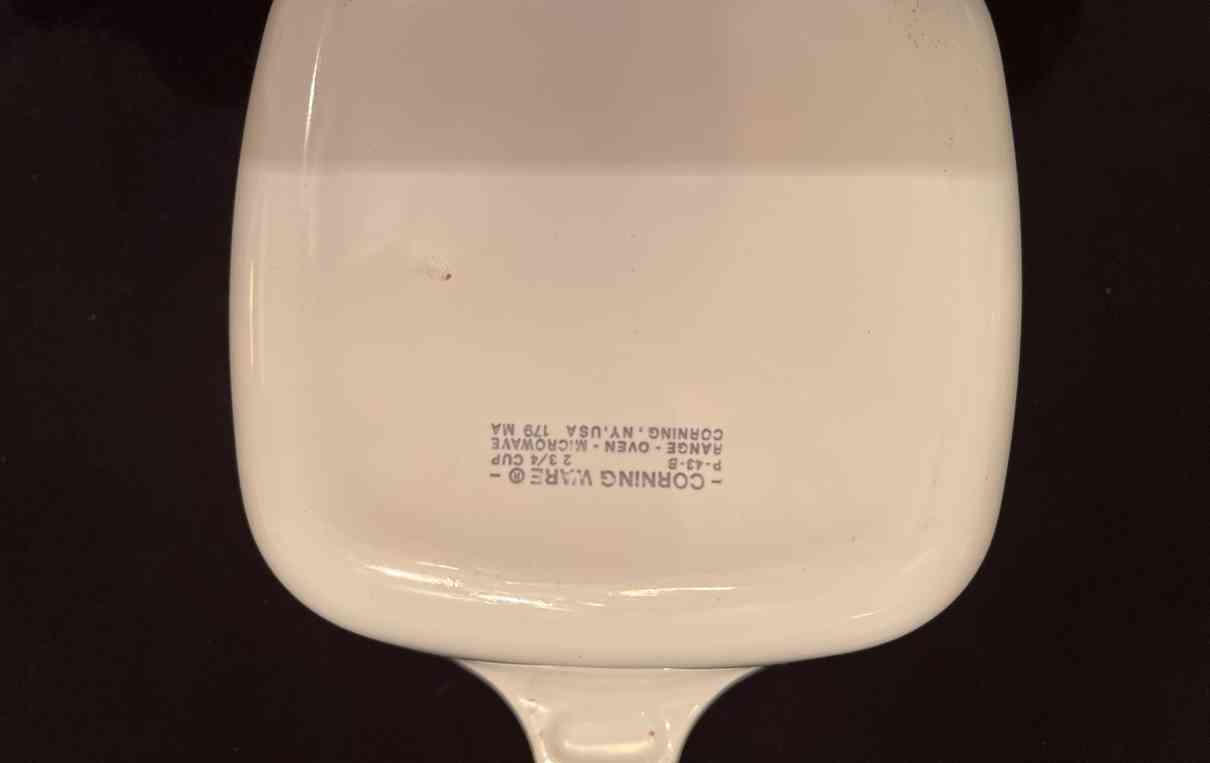 - CORNING WARE® -
P-43-B 2 3/4 CUP
RANGE - OVEN - MICROWAVE
CORNING, NY. USA 179 MA